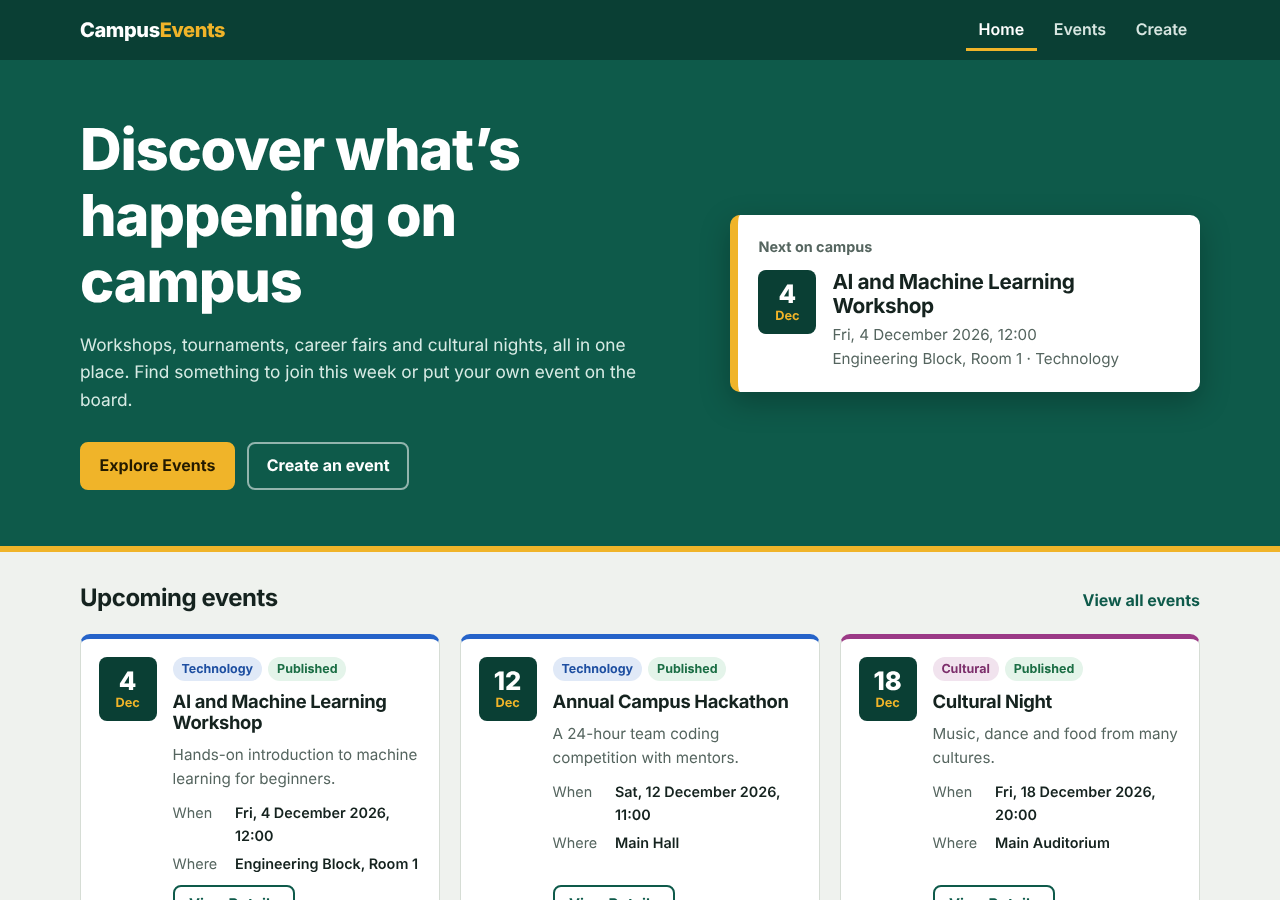 CampusEvents
Home Events Create
Discover what’s
happening on
campus
Workshops, tournaments, career fairs and cultural nights, all in one
place. Find something to join this week or put your own event on the
board.
Explore Events Create an event
Next on campus
4
Dec
AI and Machine Learning
Workshop
Fri, 4 December 2026, 12:00
Engineering Block, Room 1 · Technology
Upcoming events
View all events
4
Dec
Technology Published
AI and Machine Learning
Workshop
Hands-on introduction to machine
learning for beginners.
When Fri, 4 December 2026,
12:00
Where Engineering Block, Room 1
12
Dec
Technology Published
Annual Campus Hackathon
A 24-hour team coding
competition with mentors.
When Sat, 12 December 2026,
11:00
Where Main Hall
18
Dec
Cultural Published
Cultural Night
Music, dance and food from many
cultures.
When Fri, 18 December 2026,
20:00
Where Main Auditorium